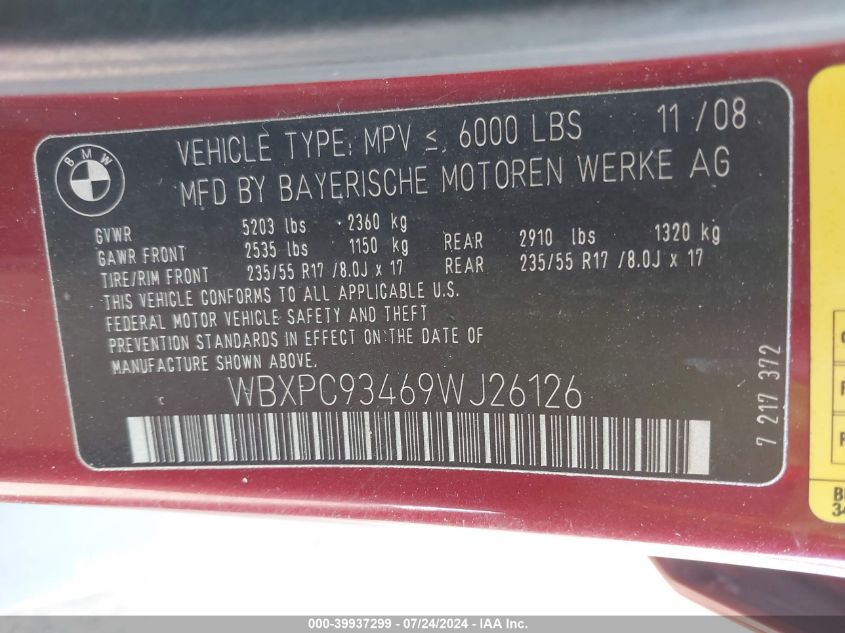 BMW
VEHICLE TYPE: MPV ≤ 6000 LBS 11/08
MFD BY BAYERISCHE MOTOREN WERKE AG
GVWR 5203 lbs 2360 kg
GAWR FRONT 2535 lbs 1150 kg REAR 2910 lbs 1320 kg
TIRE/RIM FRONT 235/55 R17 /8.0J x 17 REAR 235/55 R17 /8.0J x 17
THIS VEHICLE CONFORMS TO ALL APPLICABLE U.S.
FEDERAL MOTOR VEHICLE SAFETY AND THEFT
PREVENTION STANDARDS IN EFFECT ON THE DATE OF
MANUFACTURE SHOWN ABOVE
WBXPC93469WJ26126
7 217 372
000-39937299 - 07/24/2024 - IAA Inc.